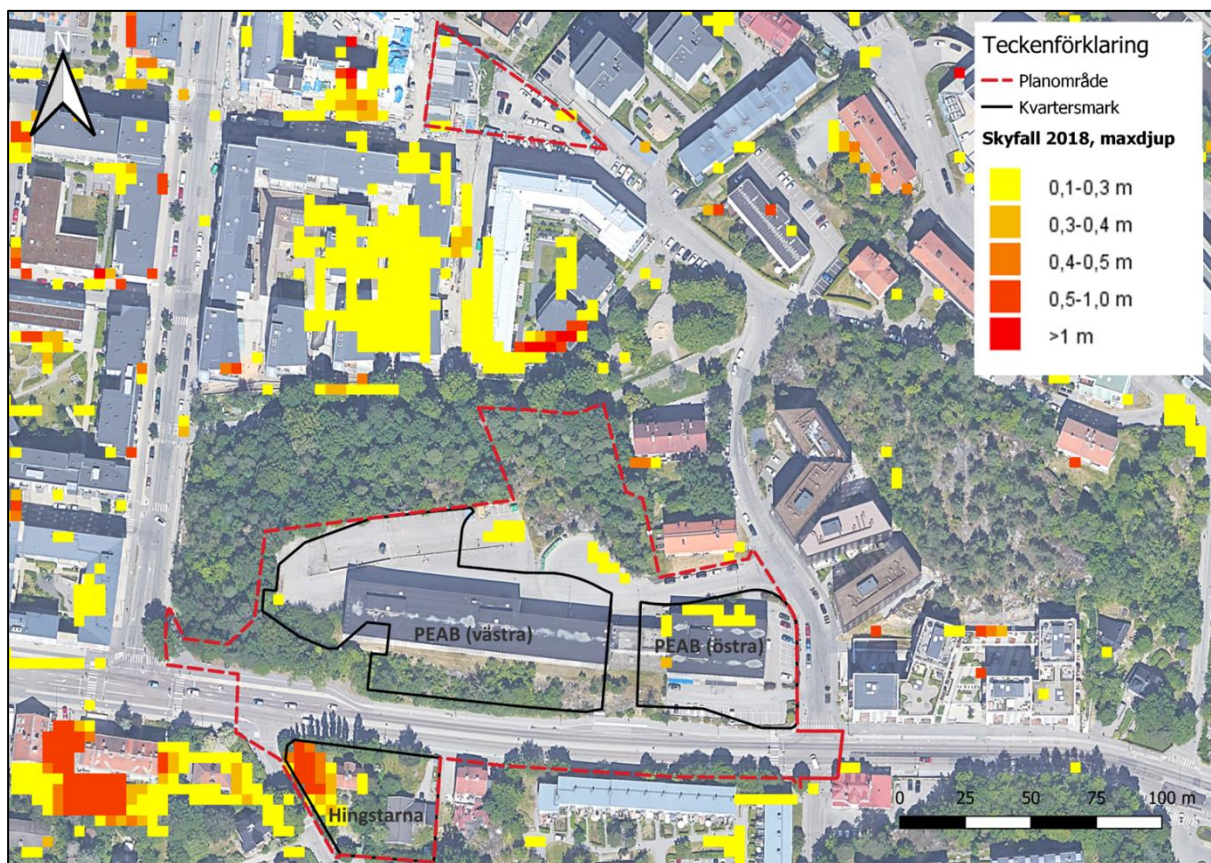 N
Teckenförklaring
Planområde
Kvartersmark
Skyfall 2018, maxdjup
0,1-0,3 m
0,3-0,4 m
0,4-0,5 m
0,5-1,0 m
>1 m
PEAB (västra)
PEAB (östra)
Hingstarna
0 25 50 75 100 m